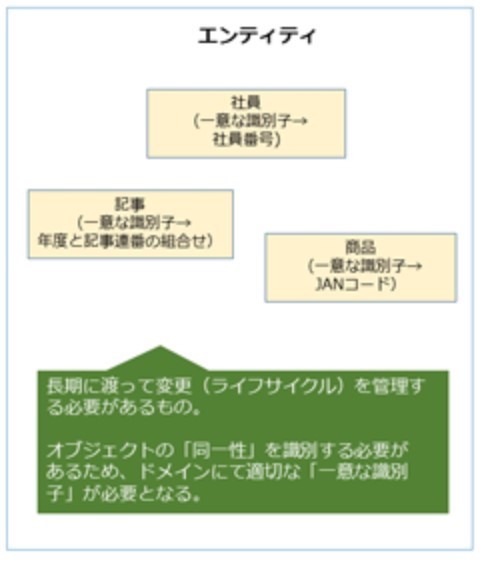 エンティティ
社員
(一意な識別子→
社員番号)
記事
(一意な識別子→
年度と記事連番の組合せ)
商品
(一意な識別子→
JANコード)
長期に渡って変更（ライフサイクル）を管理す
る必要があるもの。
オブジェクトの「同一性」を識別する必要が
あるため、ドメインにて適切な「一意な識別
子」が必要となる。